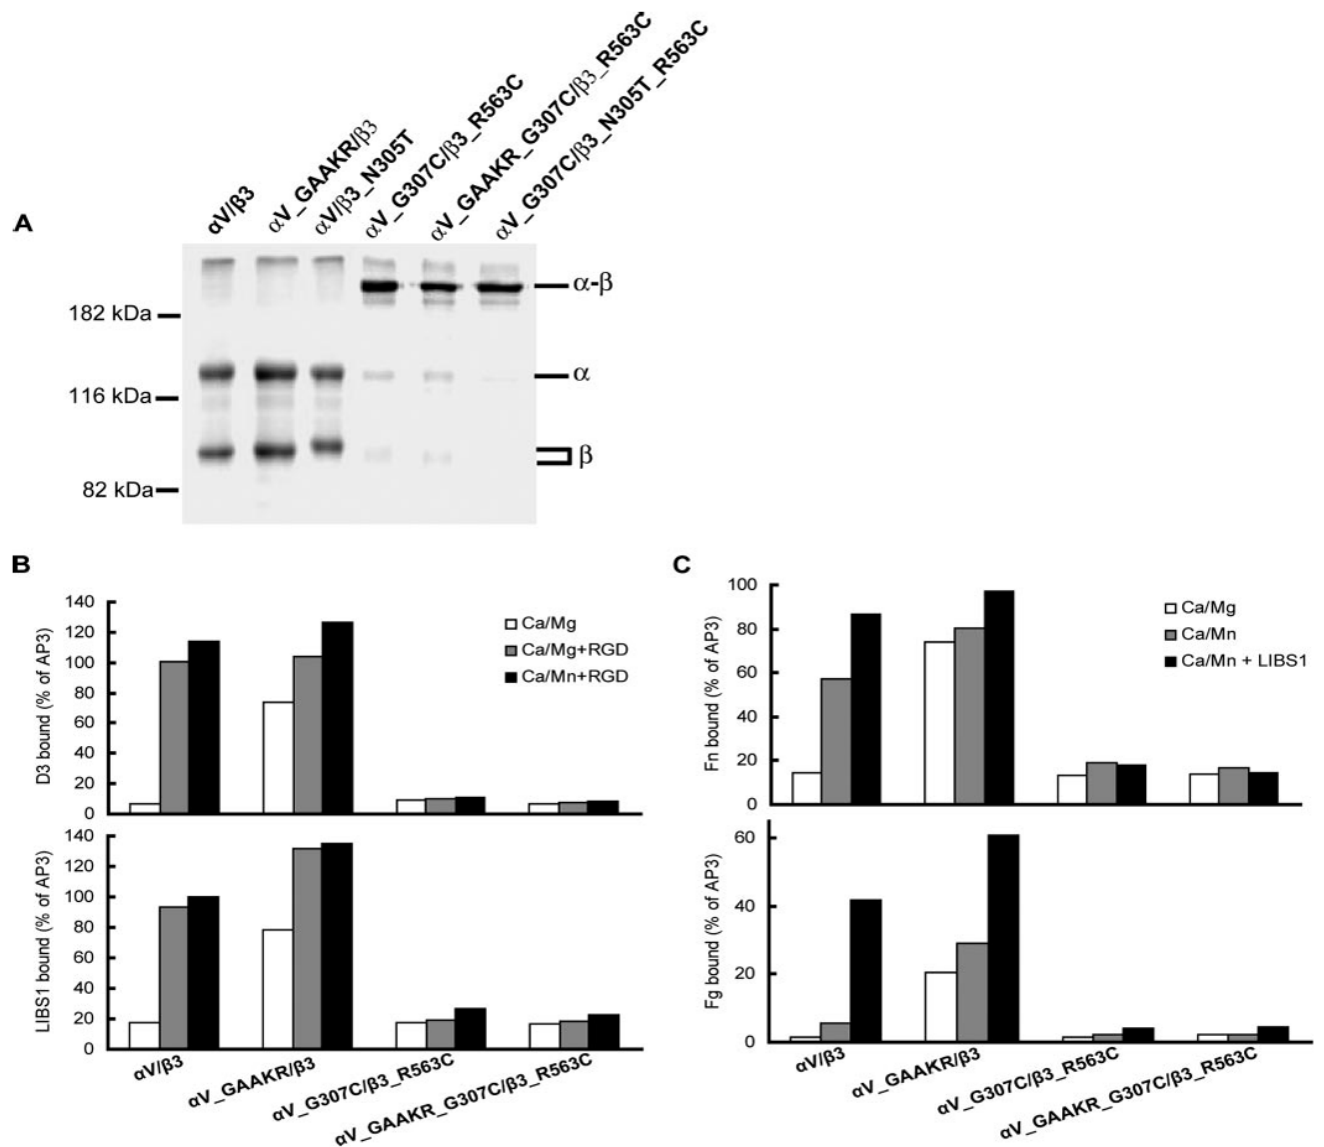 αV/β3
αV_GAAKR/β3
αV/β3_N305T
αV_G307C/β3_R563C
αV_GAAKR_G307C/β3_R563C
αV_G307C/β3_N305T_R563C
A
α-β
182 kDa
α
116 kDa
β
82 kDa
B
D3 bound (% of AP3)
140
120
100
80
60
40
20
0
Ca/Mg
Ca/Mg+RGD
Ca/Mn+RGD
LIBS1 bound (% of AP3)
140
120
100
80
60
40
20
0
αV/β3
αV_GAAKR/β3
αV_G307C/β3_R563C
αV_GAAKR_G307C/β3_R563C
C
Fn bound (% of AP3)
100
80
60
40
20
0
Ca/Mg
Ca/Mn
Ca/Mn + LIBS1
Fg bound (% of AP3)
60
40
20
0
αV/β3
αV_GAAKR/β3
αV_G307C/β3_R563C
αV_GAAKR_G307C/β3_R563C